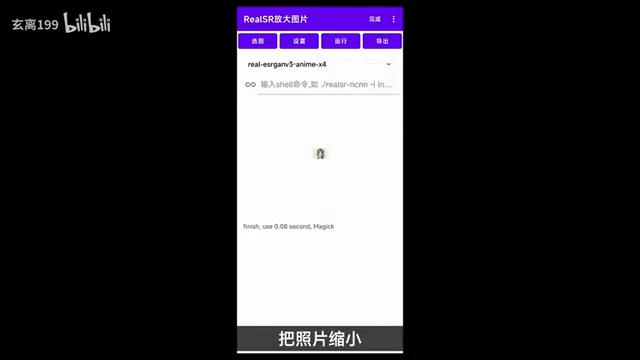 玄离199 bilibili
RealSR放大图片 完成
选图 设置 运行 导出
real-esrganv3-anime-x4
输入shell命令,如 ./realsr-ncnn -i in...
finish, use 0.08 second, Magick
把照片缩小